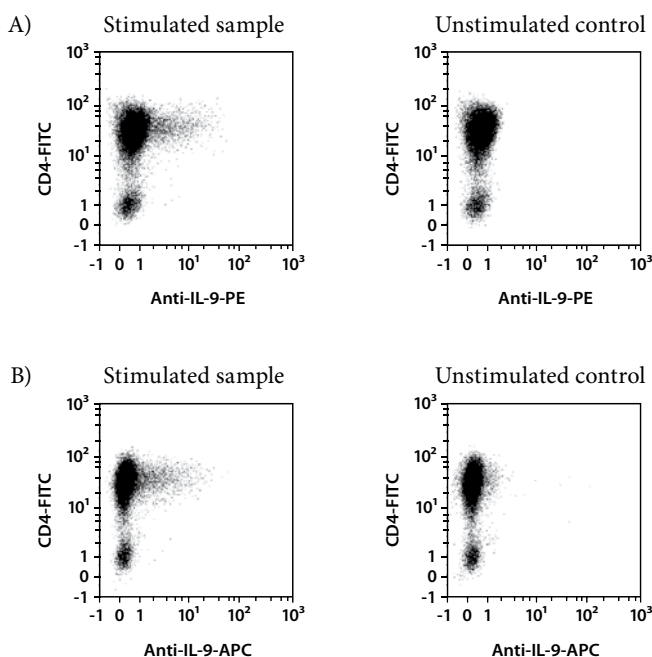 A) Stimulated sample Unstimulated control
10³ 10³
10² 10²
CD4-FITC CD4-FITC
10¹ 10¹
1 1
0 0
-1 -1
-1 0 1 10¹ 10² 10³ -1 0 1 10¹ 10² 10³
Anti-IL-9-PE Anti-IL-9-PE
B) Stimulated sample Unstimulated control
10³ 10³
10² 10²
CD4-FITC CD4-FITC
10¹ 10¹
1 1
0 0
-1 -1
-1 0 1 10¹ 10² 10³ -1 0 1 10¹ 10² 10³
Anti-IL-9-APC Anti-IL-9-APC